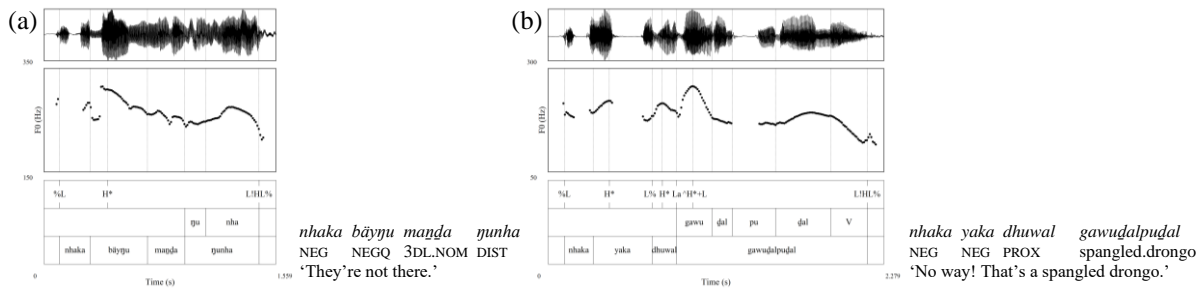 (a)
350
F0 (Hz)
150
%L H* L!HL%
ŋu nha
nhaka bäyŋu maṉḏa ŋunha
0 1.559
Time (s)
nhaka bäyŋu maṉḏa ŋunha
NEG NEGQ 3DL.NOM DIST
‘They’re not there.’
(b)
300
F0 (Hz)
50
%L H* L% H* La ^H*+L L!HL%
gawu ḏal pu ḏal V
nhaka yaka dhuwal gawuḏalpuḏal
0 2.279
Time (s)
nhaka yaka dhuwal gawuḏalpuḏal
NEG NEG PROX spangled.drongo
‘No way! That’s a spangled drongo.’